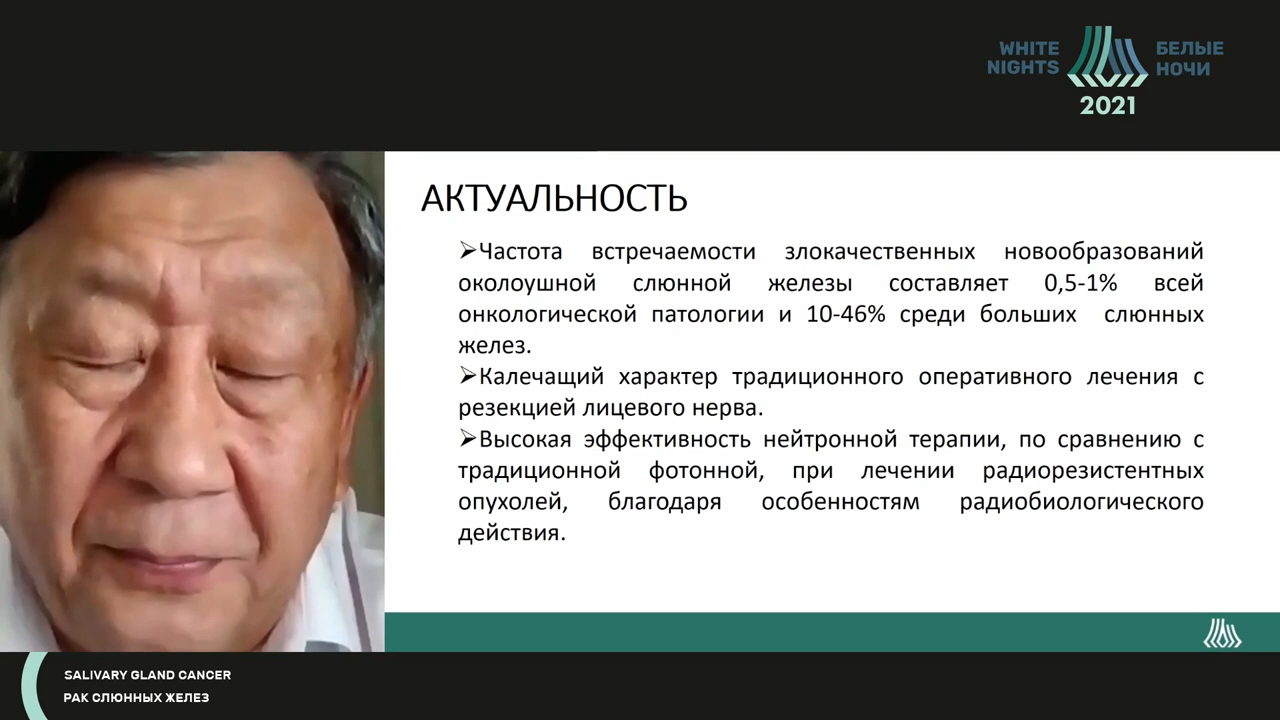 WHITE NIGHTS
БЕЛЫЕ НОЧИ
2021
АКТУАЛЬНОСТЬ
➢Частота встречаемости злокачественных новообразований
околоушной слюнной железы составляет 0,5-1% всей
онкологической патологии и 10-46% среди больших слюнных
желез.
➢Калечащий характер традиционного оперативного лечения с
резекцией лицевого нерва.
➢Высокая эффективность нейтронной терапии, по сравнению с
традиционной фотонной, при лечении радиорезистентных
опухолей, благодаря особенностям радиобиологического
действия.
SALIVARY GLAND CANCER
РАК СЛЮННЫХ ЖЕЛЕЗ